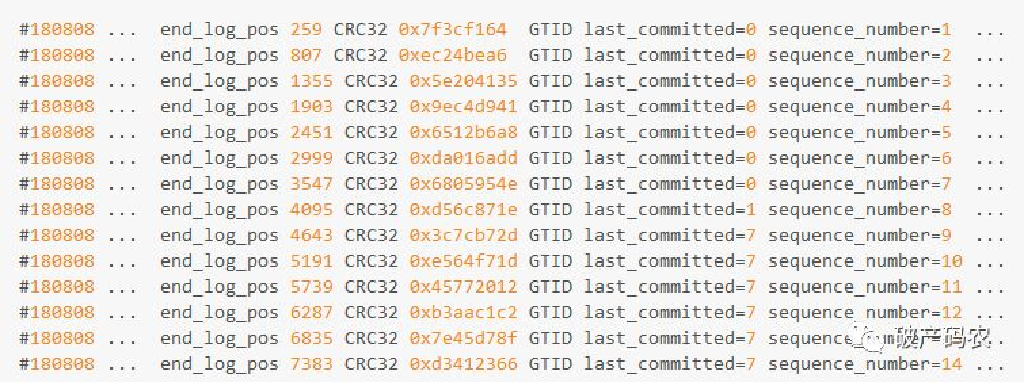 #180808 ... end_log_pos 259 CRC32 0x7f3cf164 GTID last_committed=0 sequence_number=1 ...
#180808 ... end_log_pos 807 CRC32 0xec24bea6 GTID last_committed=0 sequence_number=2 ...
#180808 ... end_log_pos 1355 CRC32 0x5e204135 GTID last_committed=0 sequence_number=3 ...
#180808 ... end_log_pos 1903 CRC32 0x9ec4d941 GTID last_committed=0 sequence_number=4 ...
#180808 ... end_log_pos 2451 CRC32 0x6512b6a8 GTID last_committed=0 sequence_number=5 ...
#180808 ... end_log_pos 2999 CRC32 0xda016add GTID last_committed=0 sequence_number=6 ...
#180808 ... end_log_pos 3547 CRC32 0x6805954e GTID last_committed=0 sequence_number=7 ...
#180808 ... end_log_pos 4095 CRC32 0xd56c871e GTID last_committed=1 sequence_number=8 ...
#180808 ... end_log_pos 4643 CRC32 0x3c7cb72d GTID last_committed=7 sequence_number=9 ...
#180808 ... end_log_pos 5191 CRC32 0xe564f71d GTID last_committed=7 sequence_number=10 ...
#180808 ... end_log_pos 5739 CRC32 0x45772012 GTID last_committed=7 sequence_number=11 ...
#180808 ... end_log_pos 6287 CRC32 0xb3aac1c2 GTID last_committed=7 sequence_number=12 ...
#180808 ... end_log_pos 6835 CRC32 0x7e45d78f GTID last_committed=7 sequence_number=
破产码农
#180808 ... end_log_pos 7383 CRC32 0xd3412366 GTID last_committed=7 sequence_number=14 ...